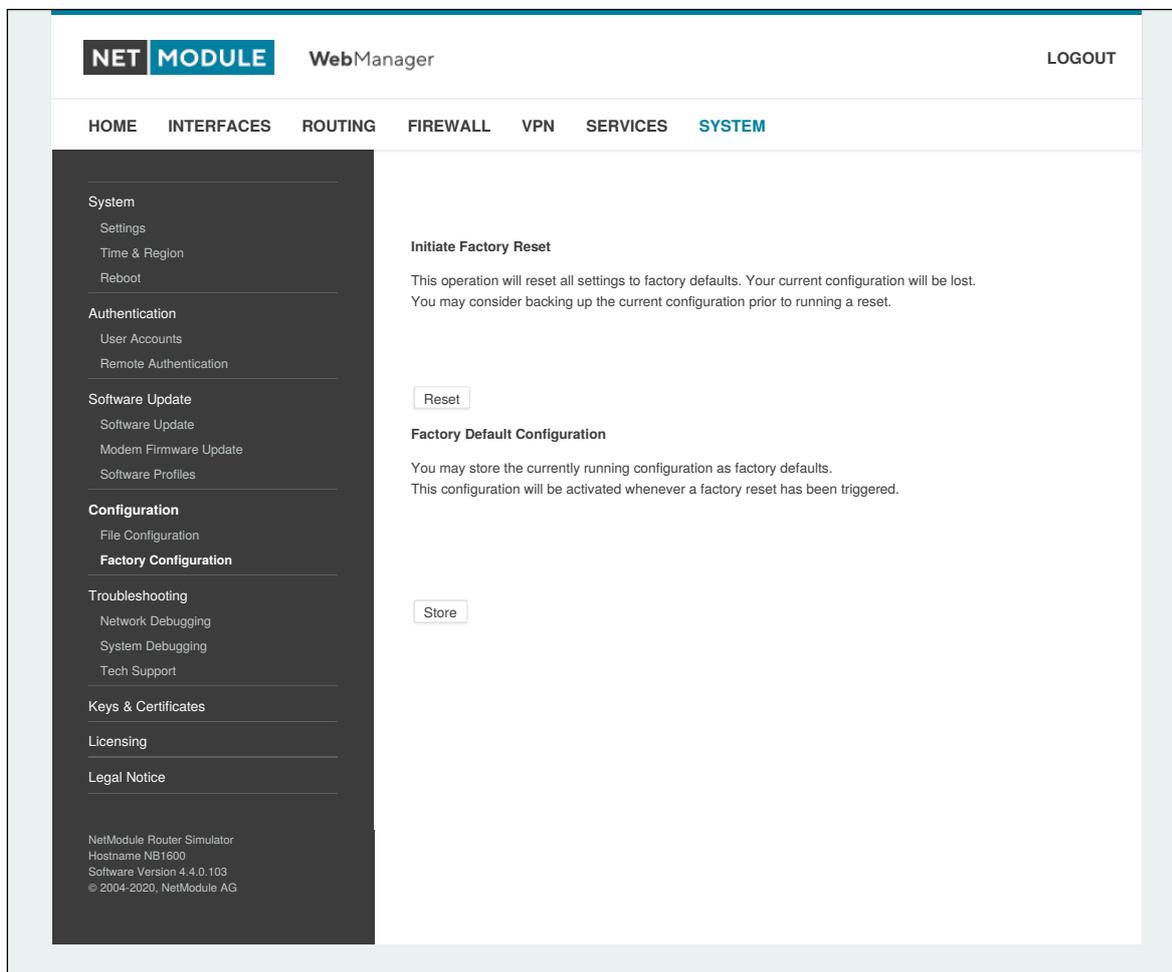 NET MODULE WebManager LOGOUT
HOME INTERFACES ROUTING FIREWALL VPN SERVICES SYSTEM
System
Settings
Time & Region
Reboot
Authentication
User Accounts
Remote Authentication
Software Update
Software Update
Modem Firmware Update
Software Profiles
Configuration
File Configuration
Factory Configuration
Troubleshooting
Network Debugging
System Debugging
Tech Support
Keys & Certificates
Licensing
Legal Notice
NetModule Router Simulator
Hostname NB1600
Software Version 4.4.0.103
© 2004-2020, NetModule AG
Initiate Factory Reset
This operation will reset all settings to factory defaults. Your current configuration will be lost.
You may consider backing up the current configuration prior to running a reset.
Reset
Factory Default Configuration
You may store the currently running configuration as factory defaults.
This configuration will be activated whenever a factory reset has been triggered.
Store